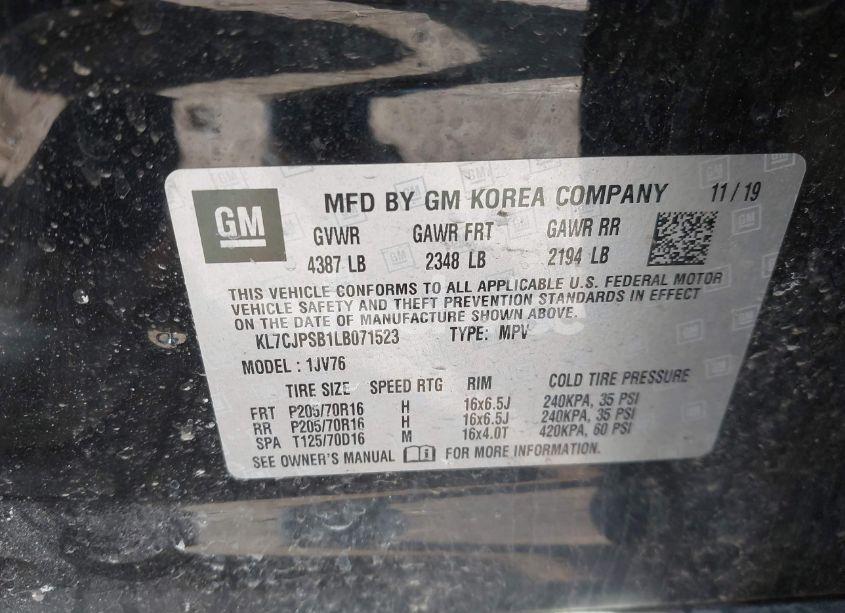 GM MFD BY GM KOREA COMPANY 11/19
GVWR GAWR FRT GAWR RR
4387 LB 2348 LB 2194 LB
THIS VEHICLE CONFORMS TO ALL APPLICABLE U.S. FEDERAL MOTOR
VEHICLE SAFETY AND THEFT PREVENTION STANDARDS IN EFFECT
ON THE DATE OF MANUFACTURE SHOWN ABOVE.
KL7CJPSB1LB071523 TYPE: MPV
MODEL : 1JV76
TIRE SIZE SPEED RTG RIM COLD TIRE PRESSURE
FRT P205/70R16 H 16x6.5J 240KPA, 35 PSI
RR P205/70R16 H 16x6.5J 240KPA, 35 PSI
SPA T125/70D16 M 16x4.0T 420KPA, 60 PSI
SEE OWNER'S MANUAL FOR MORE INFORMATION.